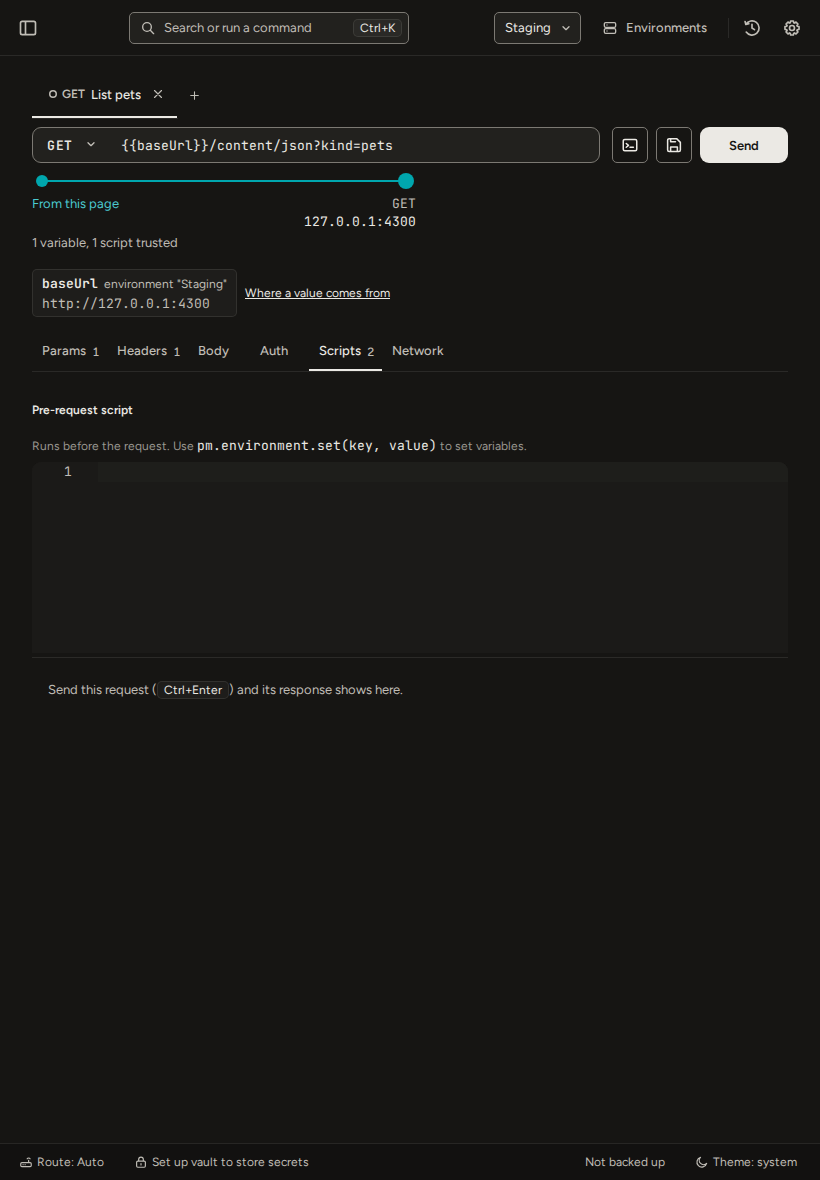 Search or run a command Ctrl+K Staging Environments
GET List pets
GET {{baseUrl}}/content/json?kind=pets Send
From this page GET
127.0.0.1:4300
1 variable, 1 script trusted
baseUrl environment "Staging"
http://127.0.0.1:4300
Where a value comes from
Params 1 Headers 1 Body Auth Scripts 2 Network
Pre-request script
Runs before the request. Use pm.environment.set(key, value) to set variables.
1
Send this request (Ctrl+Enter) and its response shows here.
Route: Auto Set up vault to store secrets Not backed up Theme: system